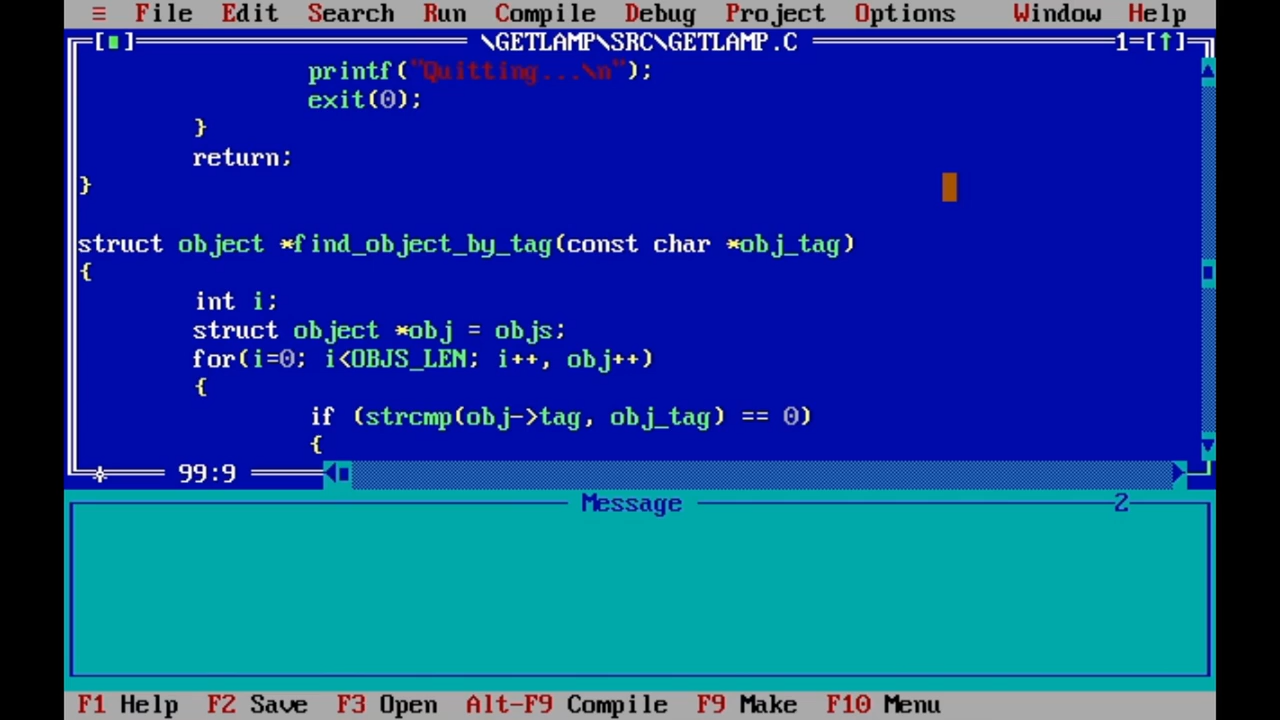 ≡ File Edit Search Run Compile Debug Project Options Window Help
[■] \GETLAMP\SRC\GETLAMP.C 1=[↑]
printf("Quitting...\n");
exit(0);
}
return;
}
struct object *find_object_by_tag(const char *obj_tag)
{
int i;
struct object *obj = objs;
for(i=0; i<OBJS_LEN; i++, obj++)
{
if (strcmp(obj->tag, obj_tag) == 0)
{
99:9
Message 2
F1 Help F2 Save F3 Open Alt-F9 Compile F9 Make F10 Menu